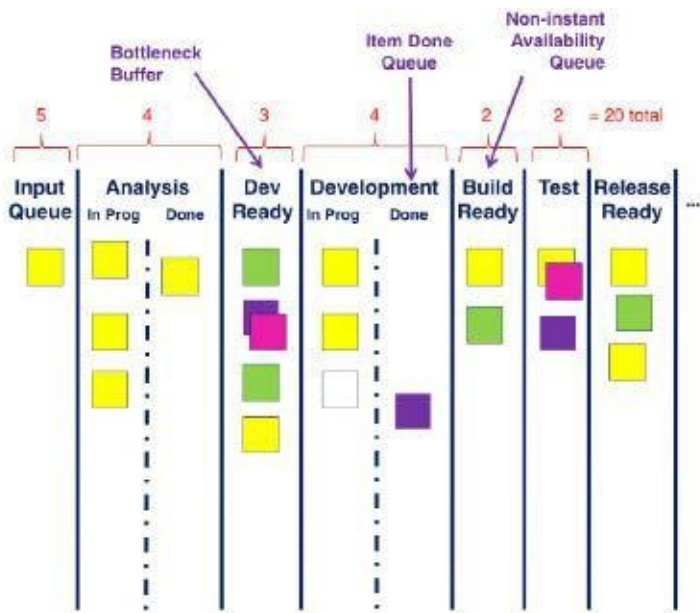 Bottleneck
Buffer
Item Done
Queue
Non-instant
Availability
Queue
5
4
3
4
2
2
= 20 total
Input
Queue
Analysis
In Prog
Done
Dev
Ready
Development
In Prog
Done
Build
Ready
Test
Release
Ready
...